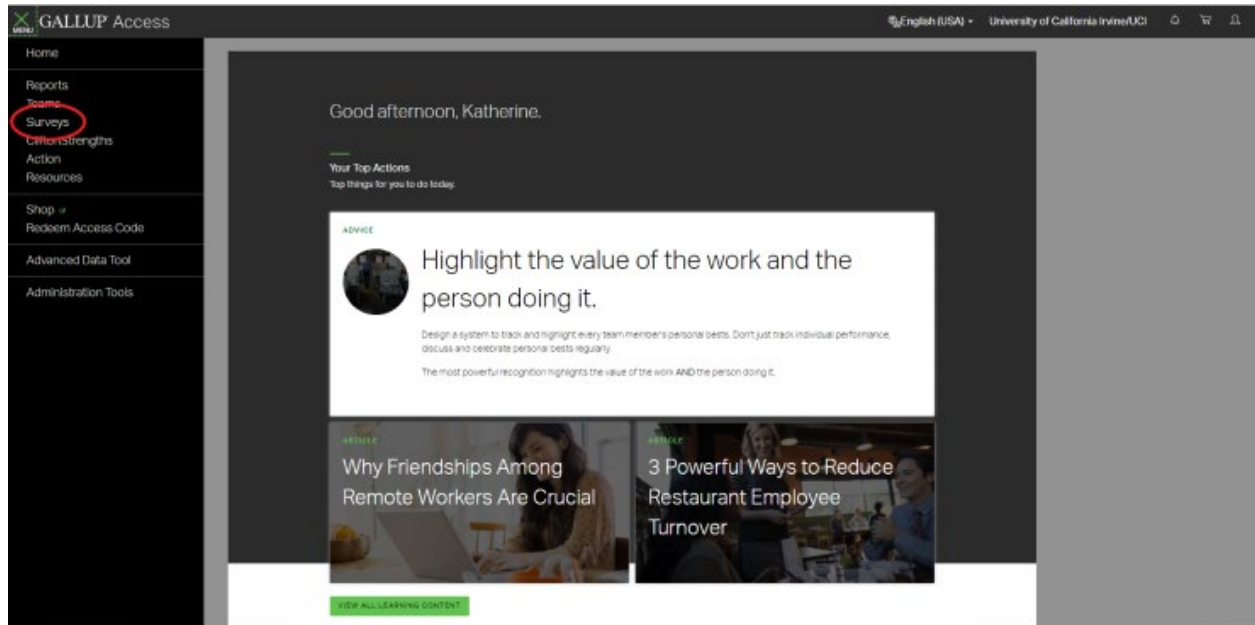 GALLUP® Access
English (USA)
University of California Irvine/UCI
MENU
Home
Reports
Teams
Surveys
CliftonStrengths
Action
Resources
Shop
Redeem Access Code
Advanced Data Tool
Administration Tools
Good afternoon, Katherine.
Your Top Actions
Top things for you to do today.
ADVICE
Highlight the value of the work and the
person doing it.
Design a system to track and highlight every team member's personal bests. Don't just track individual performance,
discuss and celebrate personal bests regularly.
The most powerful recognition highlights the value of the work AND the person doing it.
ARTICLE
Why Friendships Among
Remote Workers Are Crucial
ARTICLE
3 Powerful Ways to Reduce
Restaurant Employee
Turnover
VIEW ALL LEARNING CONTENT